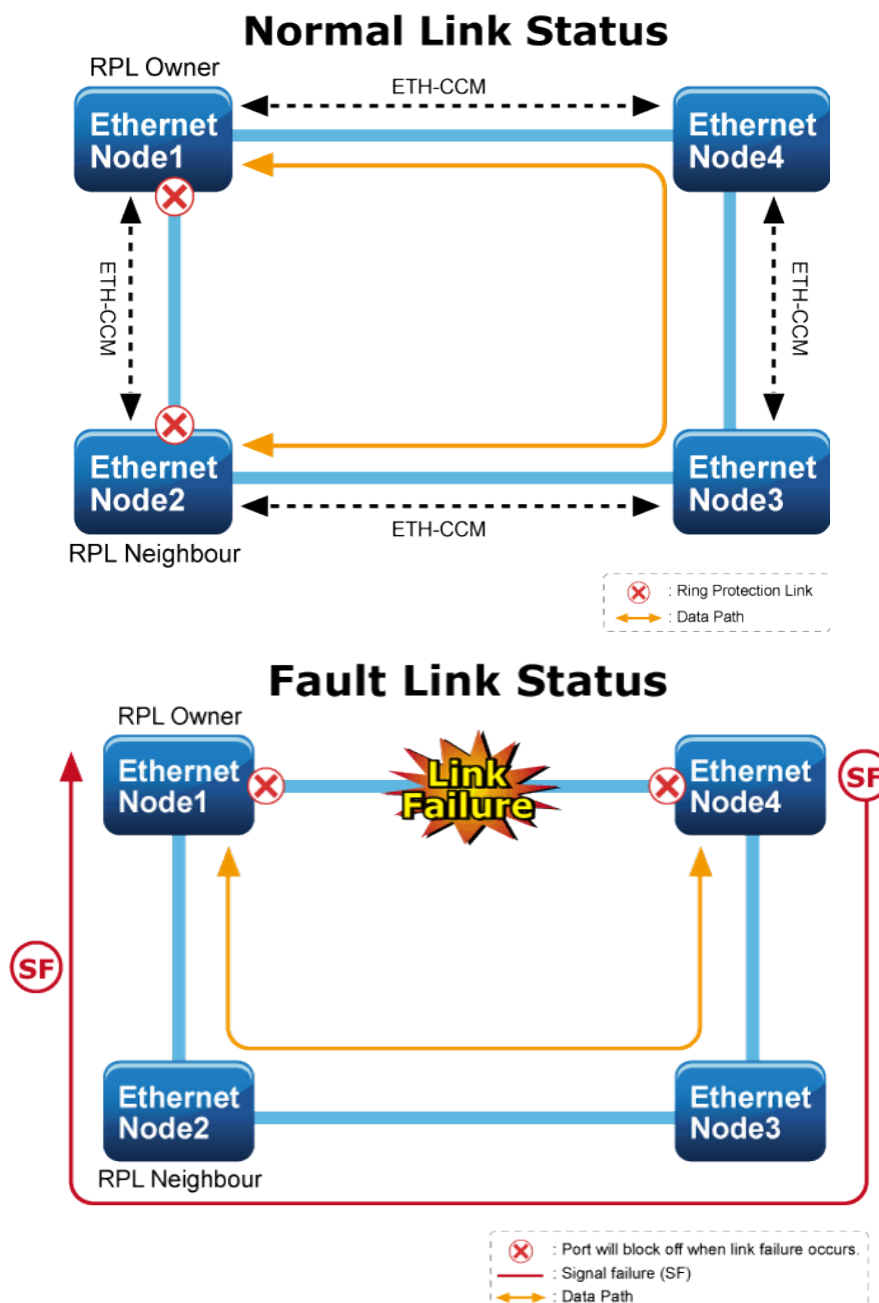 Normal Link Status
RPL Owner
ETH-CCM
Ethernet
Node1
Ethernet
Node4
ETH-CCM
ETH-CCM
Ethernet
Node2
Ethernet
Node3
ETH-CCM
RPL Neighbour
: Ring Protection Link
: Data Path
Fault Link Status
RPL Owner
Ethernet
Node1
Link
Failure
Ethernet
Node4
SF
SF
Ethernet
Node2
Ethernet
Node3
RPL Neighbour
: Port will block off when link failure occurs.
: Signal failure (SF)
: Data Path